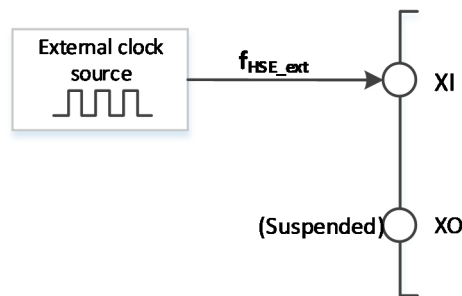 External clock
source
fHSE_ext
XI
(Suspended)
XO